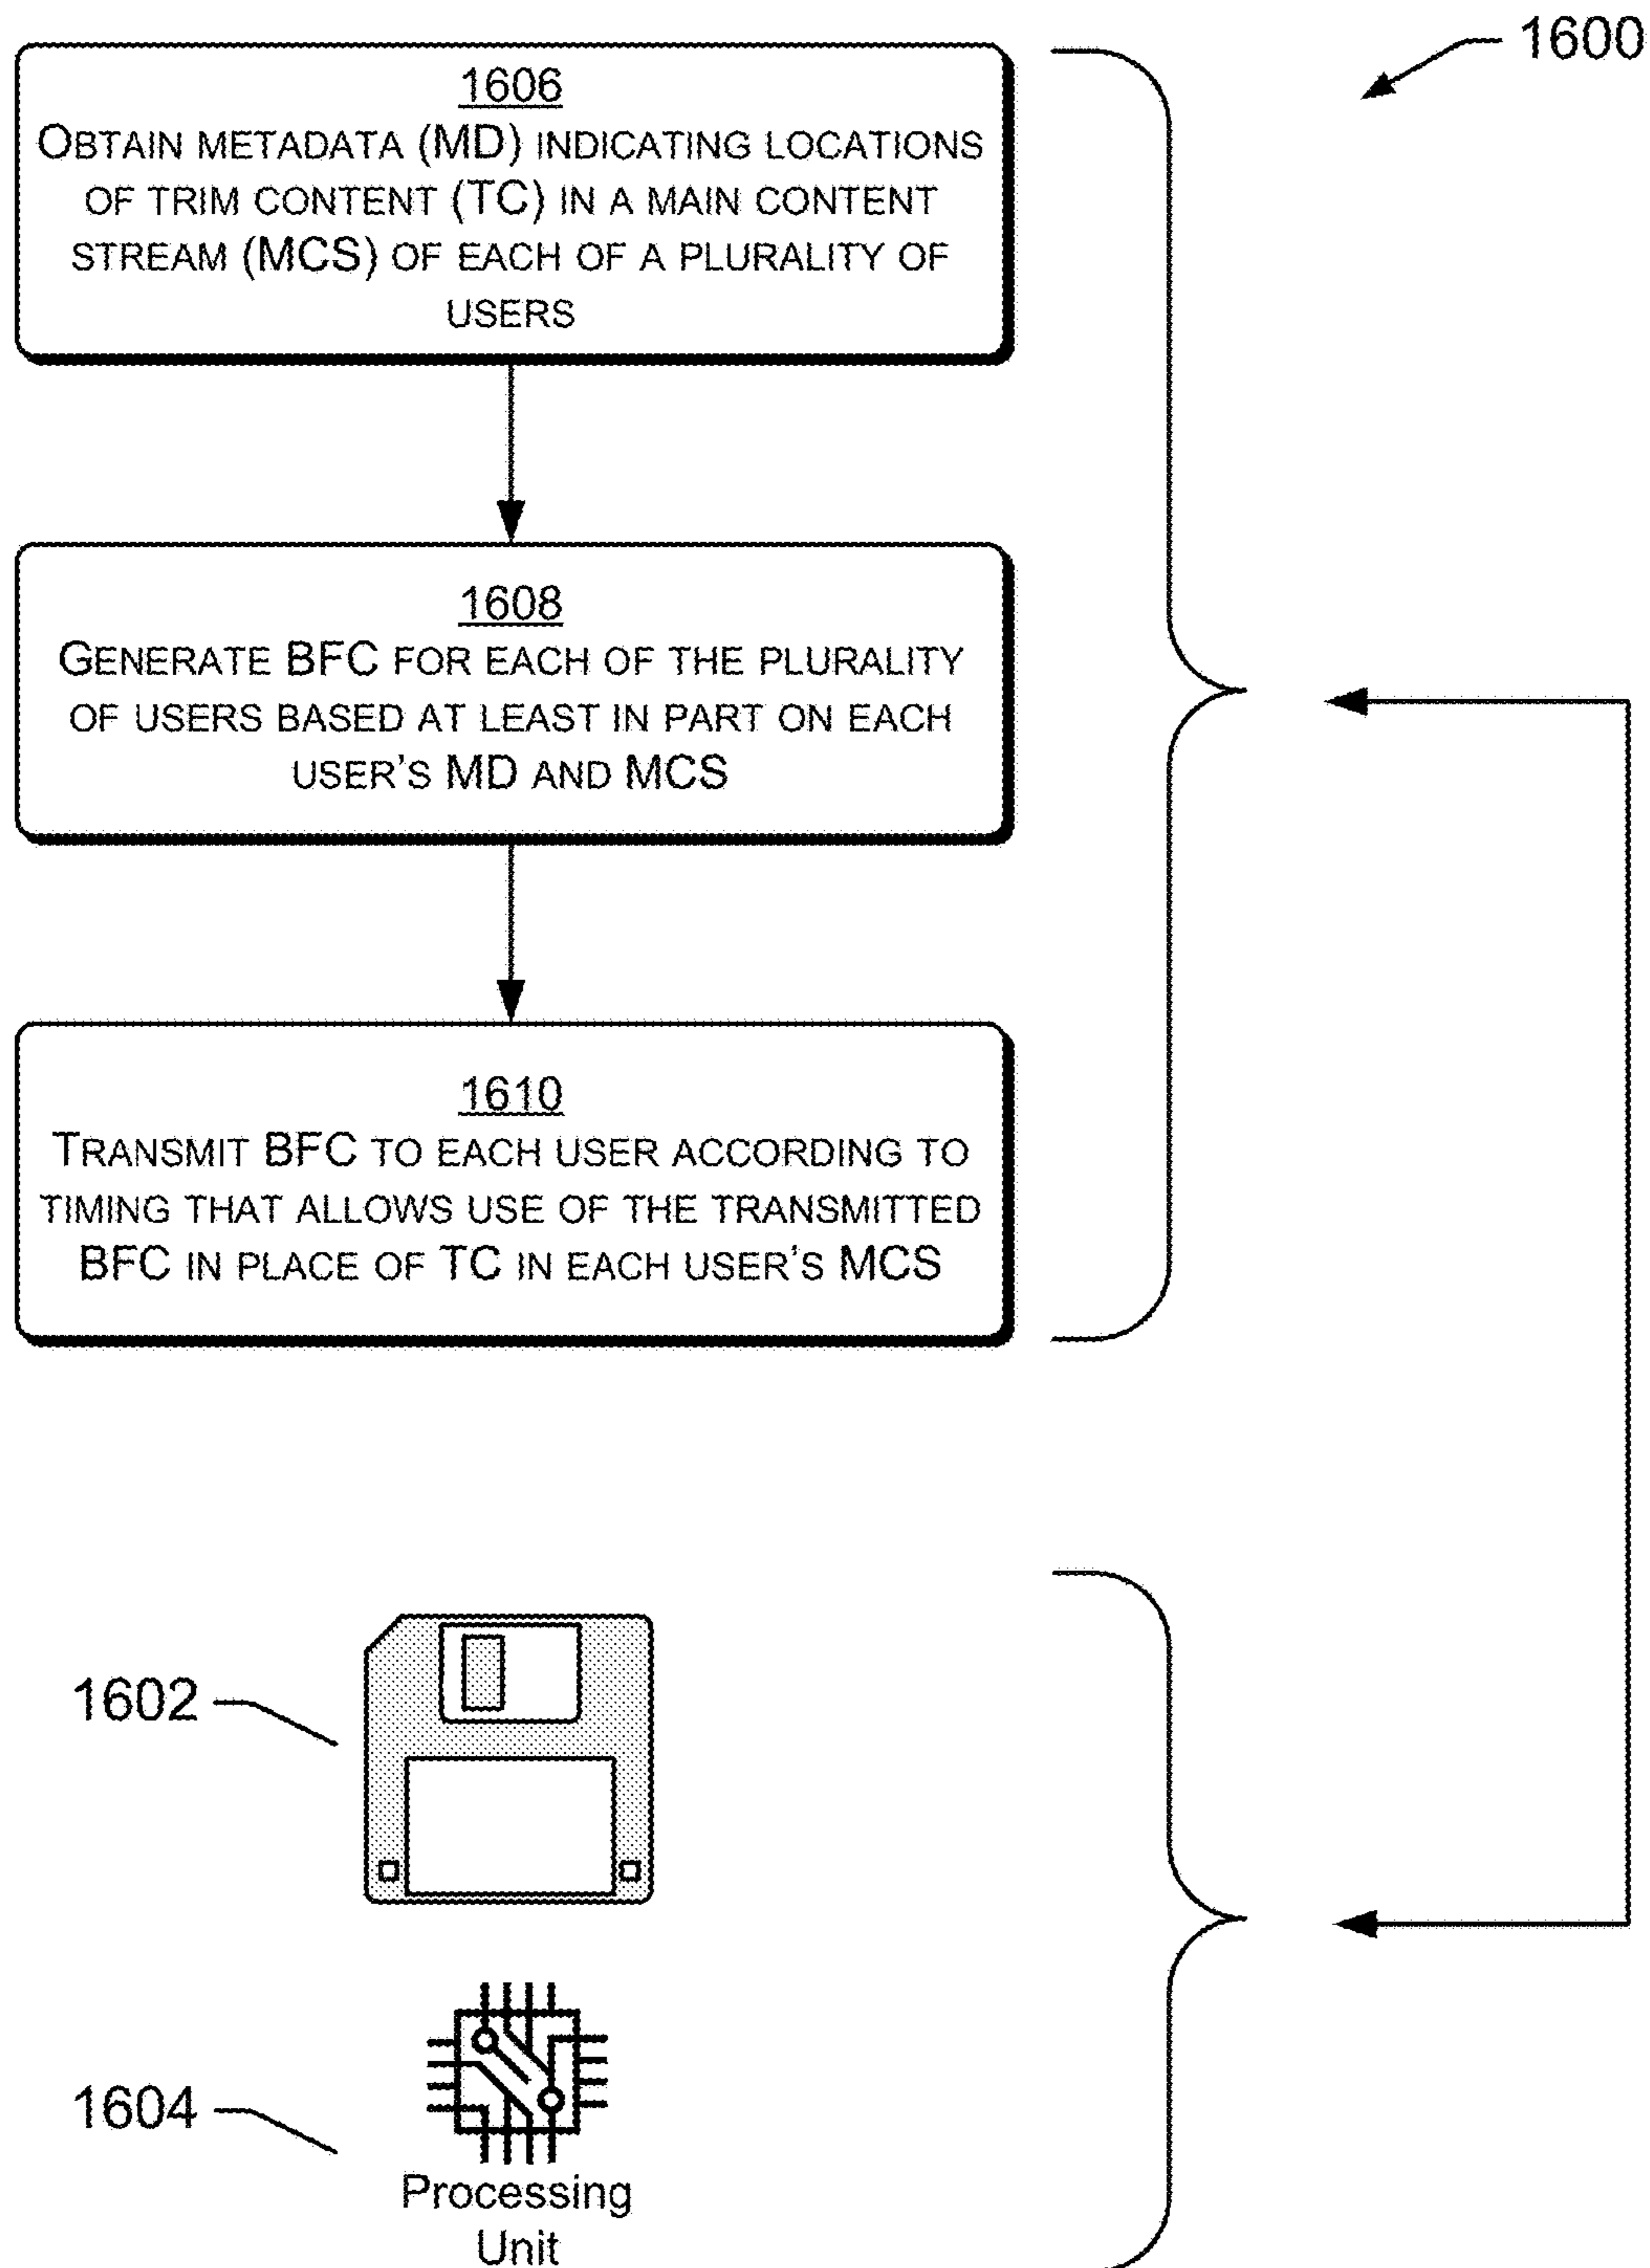 1600
1606
OBTAIN METADATA (MD) INDICATING LOCATIONS
OF TRIM CONTENT (TC) IN A MAIN CONTENT
STREAM (MCS) OF EACH OF A PLURALITY OF
USERS
1608
GENERATE BFC FOR EACH OF THE PLURALITY
OF USERS BASED AT LEAST IN PART ON EACH
USER'S MD AND MCS
1610
TRANSMIT BFC TO EACH USER ACCORDING TO
TIMING THAT ALLOWS USE OF THE TRANSMITTED
BFC IN PLACE OF TC IN EACH USER'S MCS
1602
1604
Processing
Unit